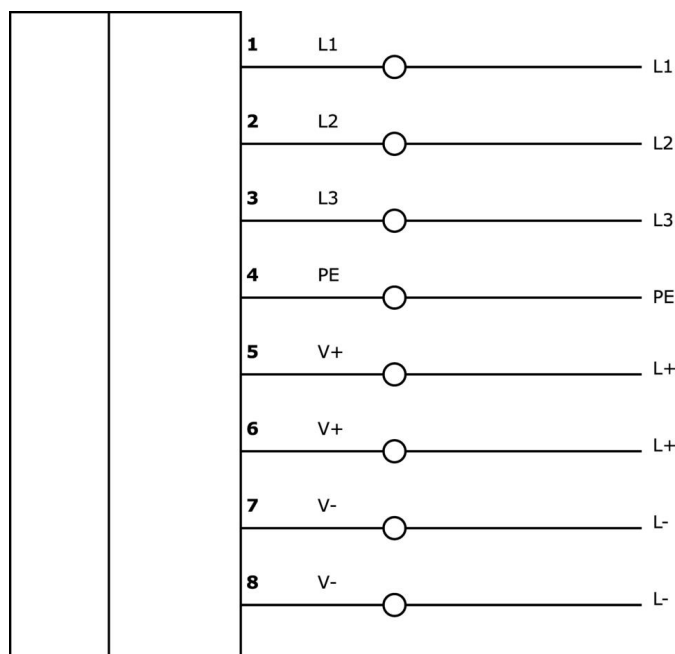 1 L1 L1
2 L2 L2
3 L3 L3
4 PE PE
5 V+ L+
6 V+ L+
7 V- L-
8 V- L-